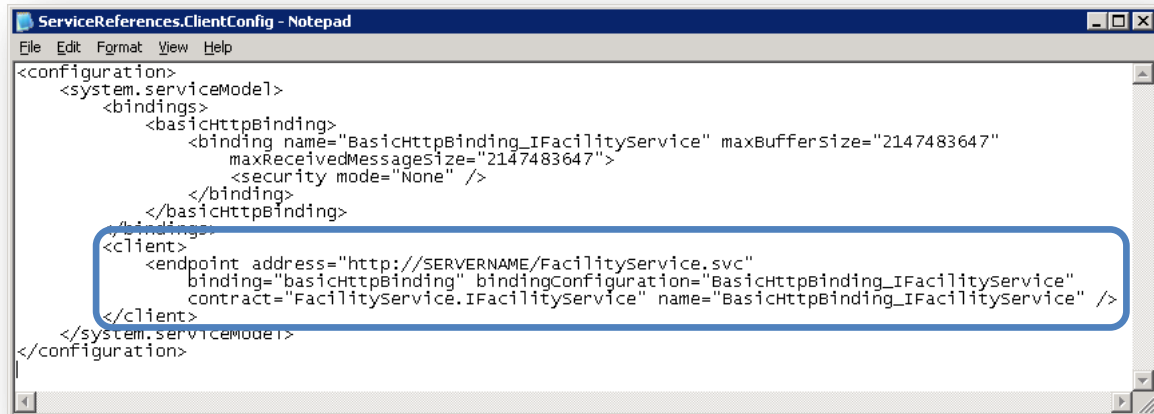 ServiceReferences.ClientConfig - Notepad
File Edit Format View Help
<configuration>
    <system.serviceModel>
        <bindings>
            <basicHttpBinding>
                <binding name="BasicHttpBinding_IFacilityService" maxBufferSize="2147483647"
                    maxReceivedMessageSize="2147483647">
                    <security mode="None" />
                </binding>
            </basicHttpBinding>
        </bindings>
        <client>
            <endpoint address="http://SERVERNAME/FacilityService.svc"
                binding="basicHttpBinding" bindingConfiguration="BasicHttpBinding_IFacilityService"
                contract="FacilityService.IFacilityService" name="BasicHttpBinding_IFacilityService" />
        </client>
    </system.serviceModel>
</configuration>